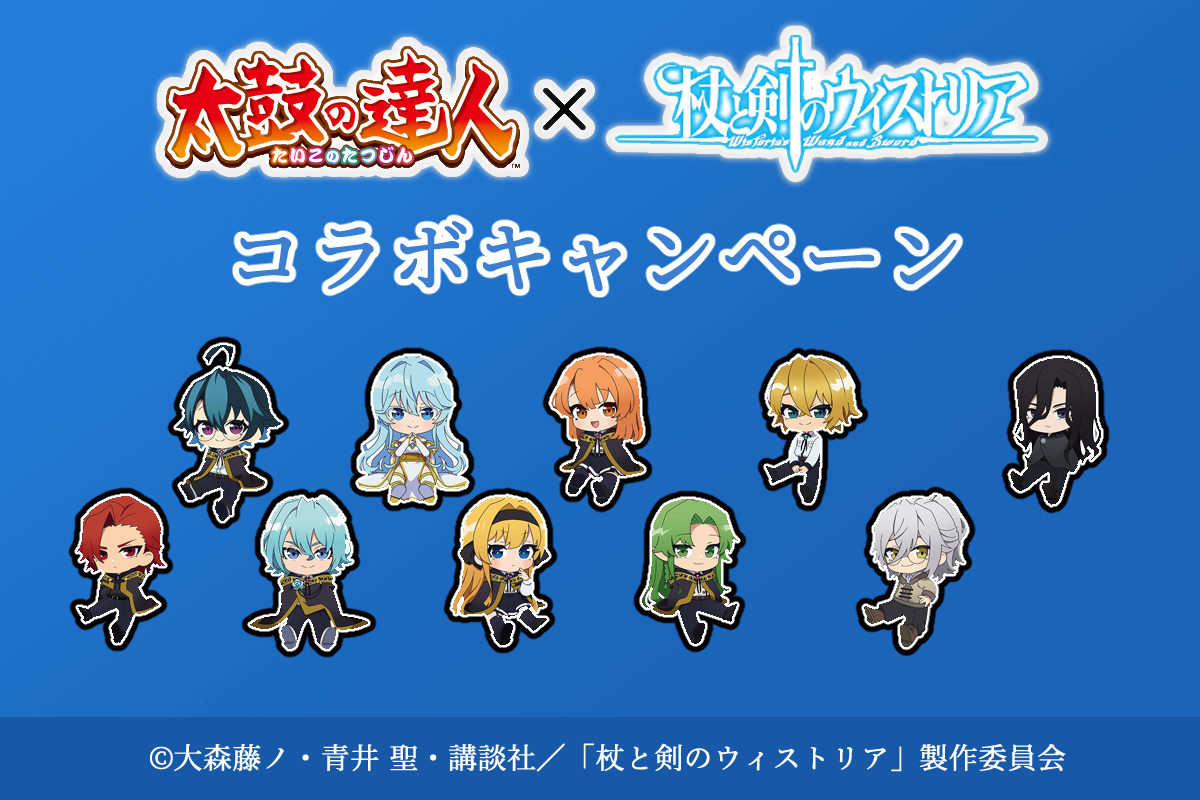 太鼓の達人
たいこのたつじん
TM
×
杖と剣のウィストリア
Wistoria's Wand and Sword
コラボキャンペーン
©大森藤ノ・青井 聖・講談社／「杖と剣のウィストリア」製作委員会